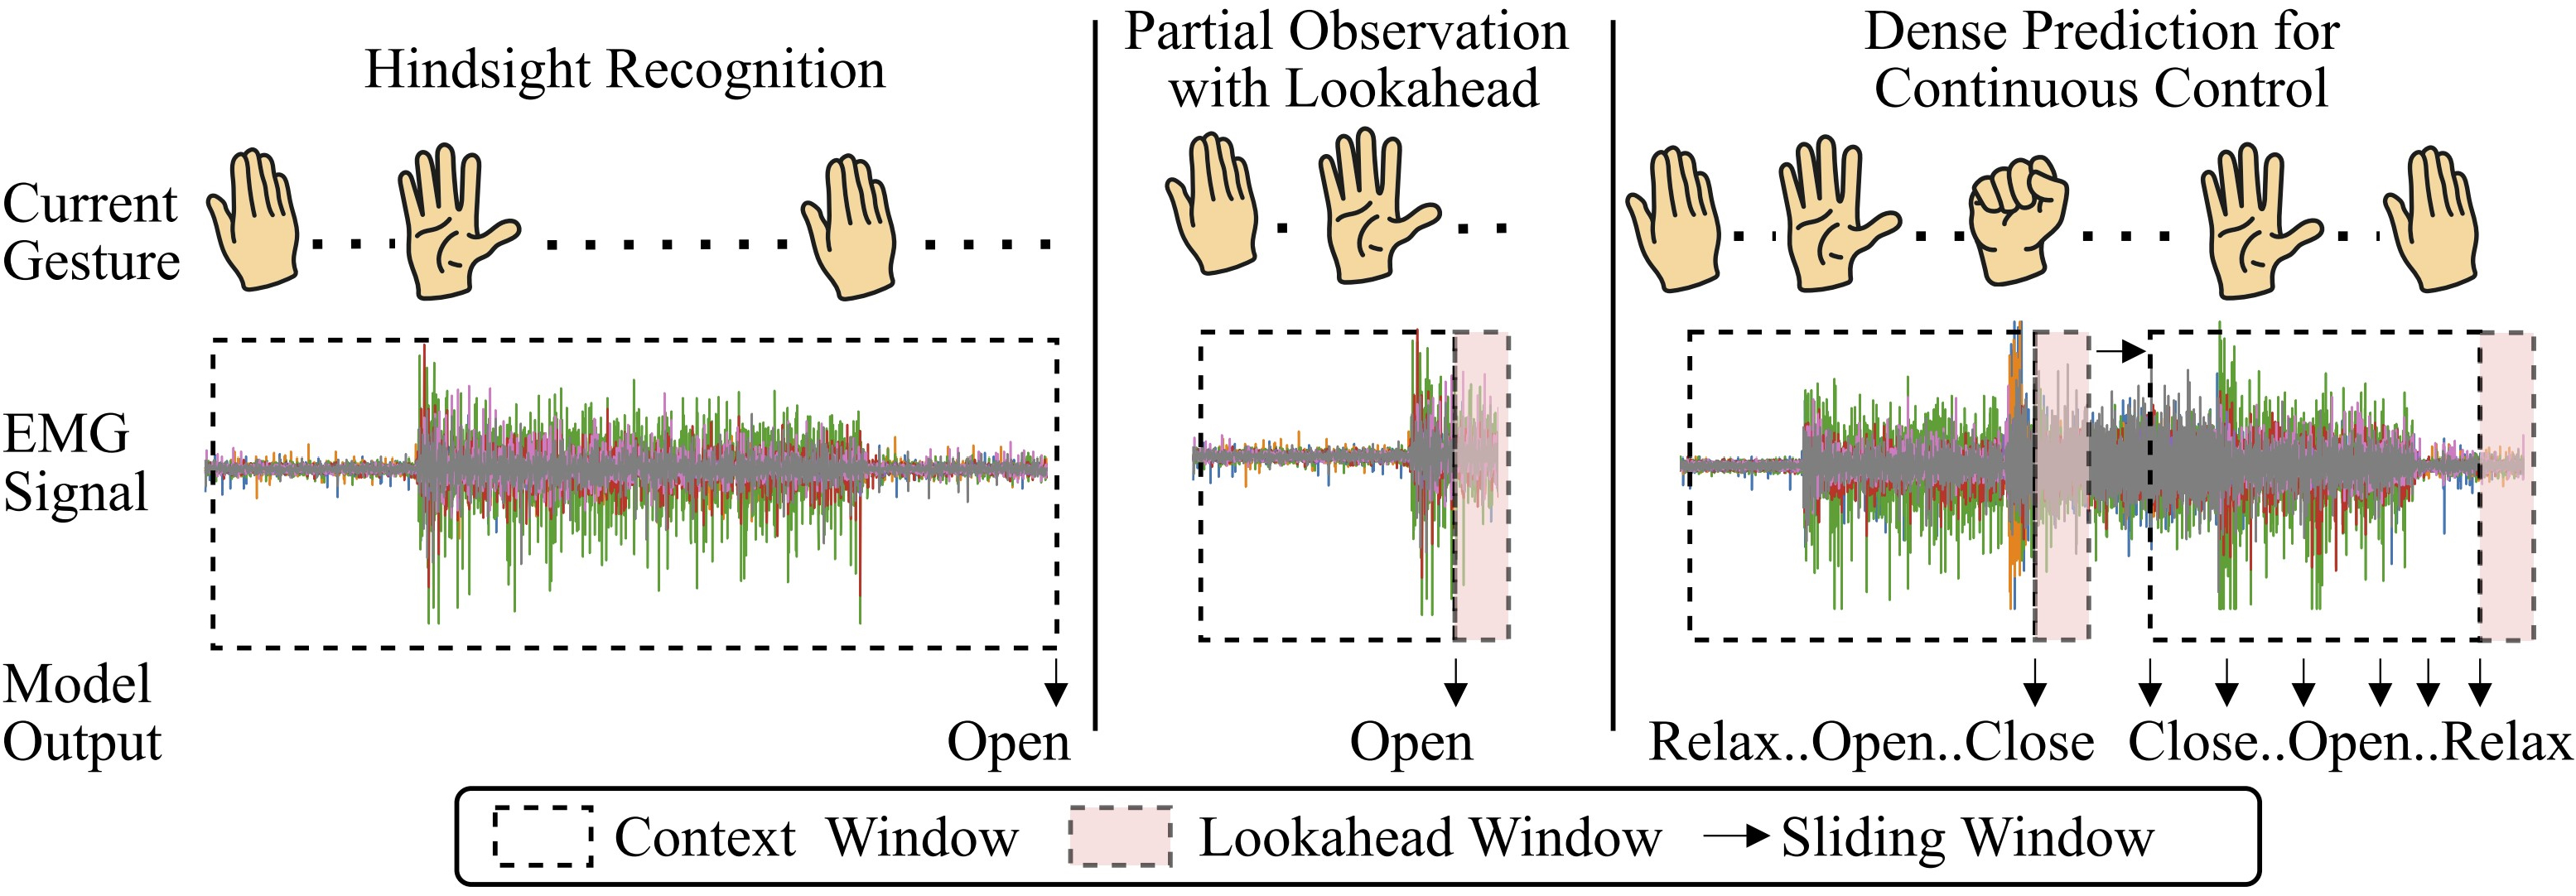 Hindsight Recognition
Partial Observation
with Lookahead
Dense Prediction for
Continuous Control
Current
Gesture
EMG
Signal
Model
Output
Open
Open
Relax..Open..Close
Close..Open..Relax
Context Window
Lookahead Window
Sliding Window